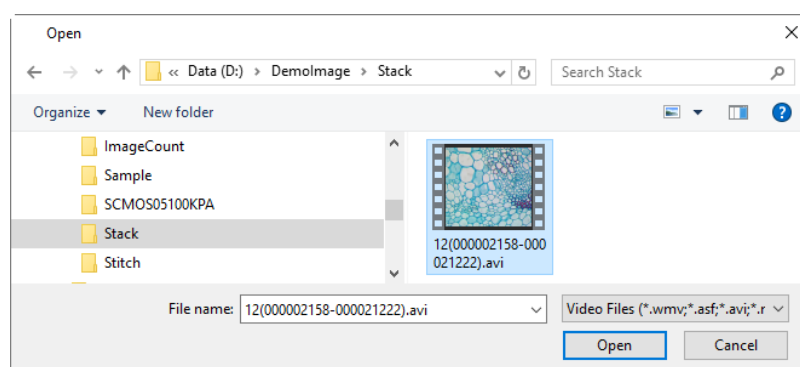 Open
« Data (D:) › DemoImage › Stack
Search Stack
Organize
New folder
ImageCount
Sample
SCMOS05100KPA
Stack
Stitch
12(000002158-000
021222).avi
File name: 12(000002158-000021222).avi
Video Files (*.wmv;*.asf;*.avi;*.r
Open
Cancel